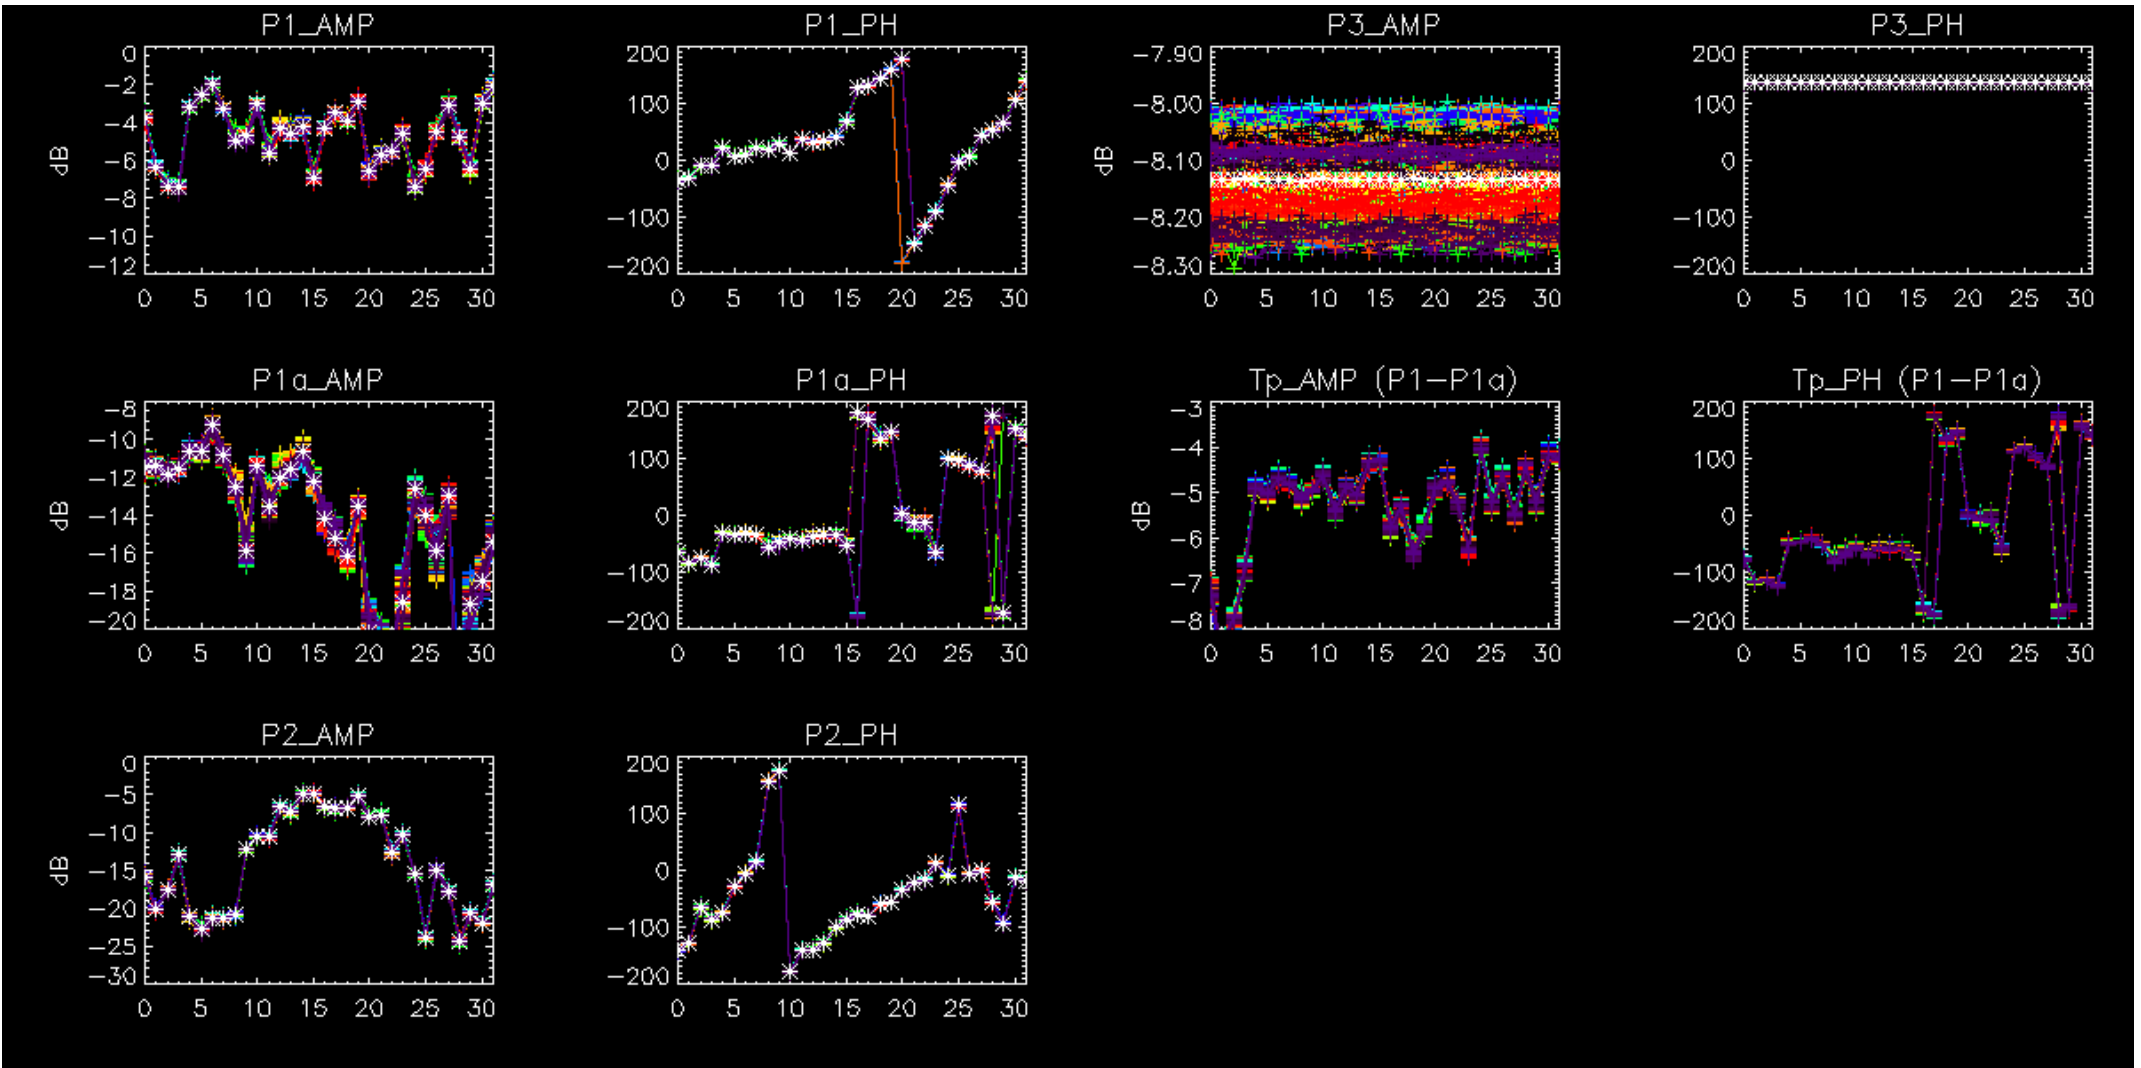 P1_AMP
0
−2
−4
−6
−8
−10
−12
dB
0 5 10 15 20 25 30
P1_PH
200
100
0
−100
−200
0 5 10 15 20 25 30
P3_AMP
−7.90
−8.00
−8.10
−8.20
−8.30
dB
0 5 10 15 20 25 30
P3_PH
200
100
0
−100
−200
0 5 10 15 20 25 30
P1a_AMP
−8
−10
−12
−14
−16
−18
−20
dB
0 5 10 15 20 25 30
P1a_PH
200
100
0
−100
−200
0 5 10 15 20 25 30
Tp_AMP (P1−P1a)
−3
−4
−5
−6
−7
−8
dB
0 5 10 15 20 25 30
Tp_PH (P1−P1a)
200
100
0
−100
−200
0 5 10 15 20 25 30
P2_AMP
0
−5
−10
−15
−20
−25
−30
dB
0 5 10 15 20 25 30
P2_PH
200
100
0
−100
−200
0 5 10 15 20 25 30